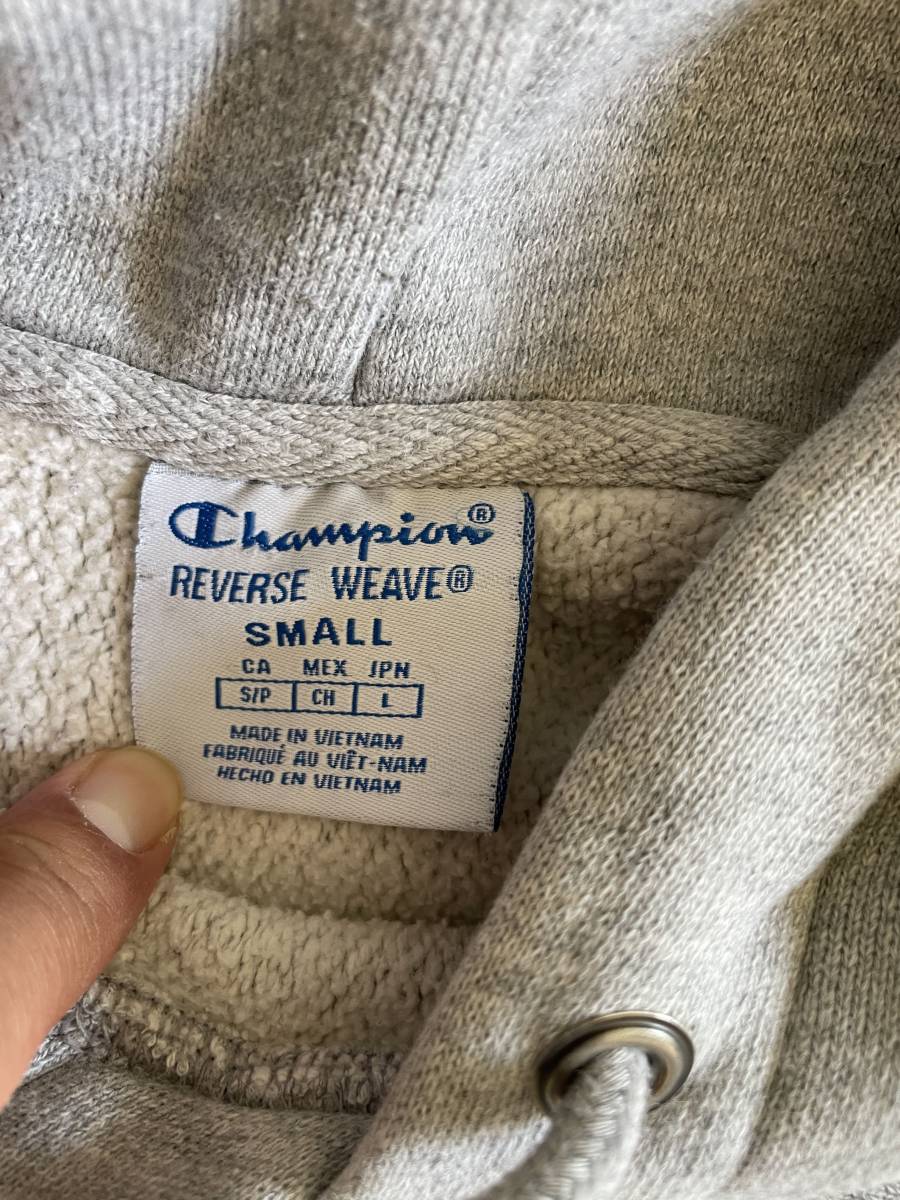 Champion®
REVERSE WEAVE®
SMALL
CA MEX JPN
S/P CH L
MADE IN VIETNAM
FABRIQUÉ AU VIÊT-NAM
HECHO EN VIETNAM